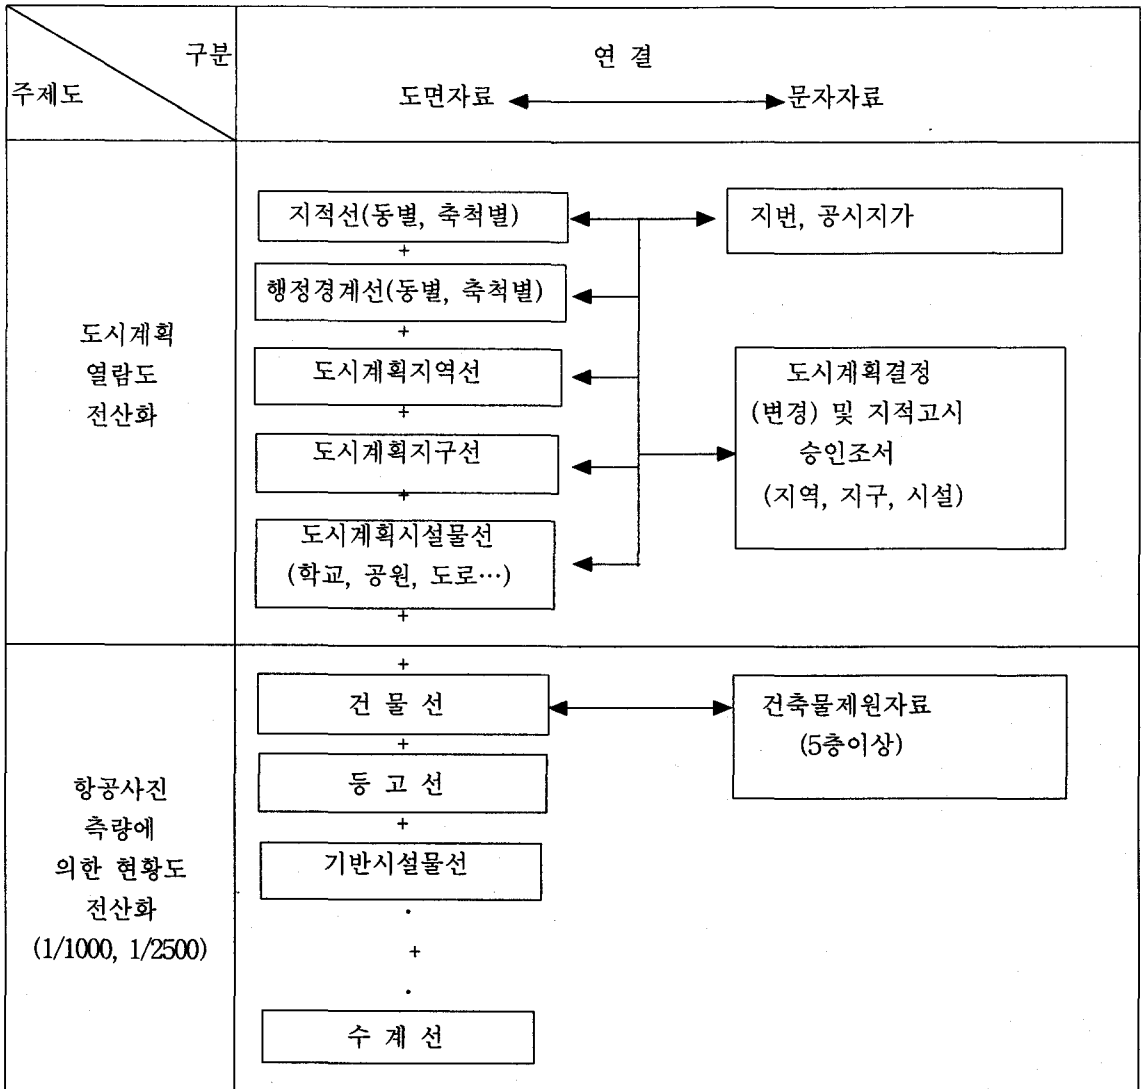 구분
주제도
연 결
도면자료 문자자료
도시계획
열람도
전산화
지적선(동별, 축척별)
+
행정경계선(동별, 축척별)
+
도시계획지역선
+
도시계획지구선
+
도시계획시설물선
(학교, 공원, 도로…)
+
지번, 공시지가
도시계획결정
(변경) 및 지적고시
승인조서
(지역, 지구, 시설)
항공사진
측량에
의한 현황도
전산화
(1/1000, 1/2500)
+
건 물 선
+
등 고 선
+
기반시설물선
·
+
·
수 계 선
건축물제원자료
(5층이상)